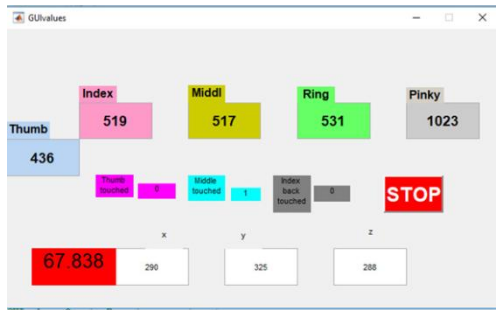 GUIvalues
Index
Middl
Ring
Pinky
519
517
531
1023
Thumb
436
Thumb
touched
0
Middle
touched
1
Index
back
touched
0
STOP
x
y
z
67.838
290
325
288